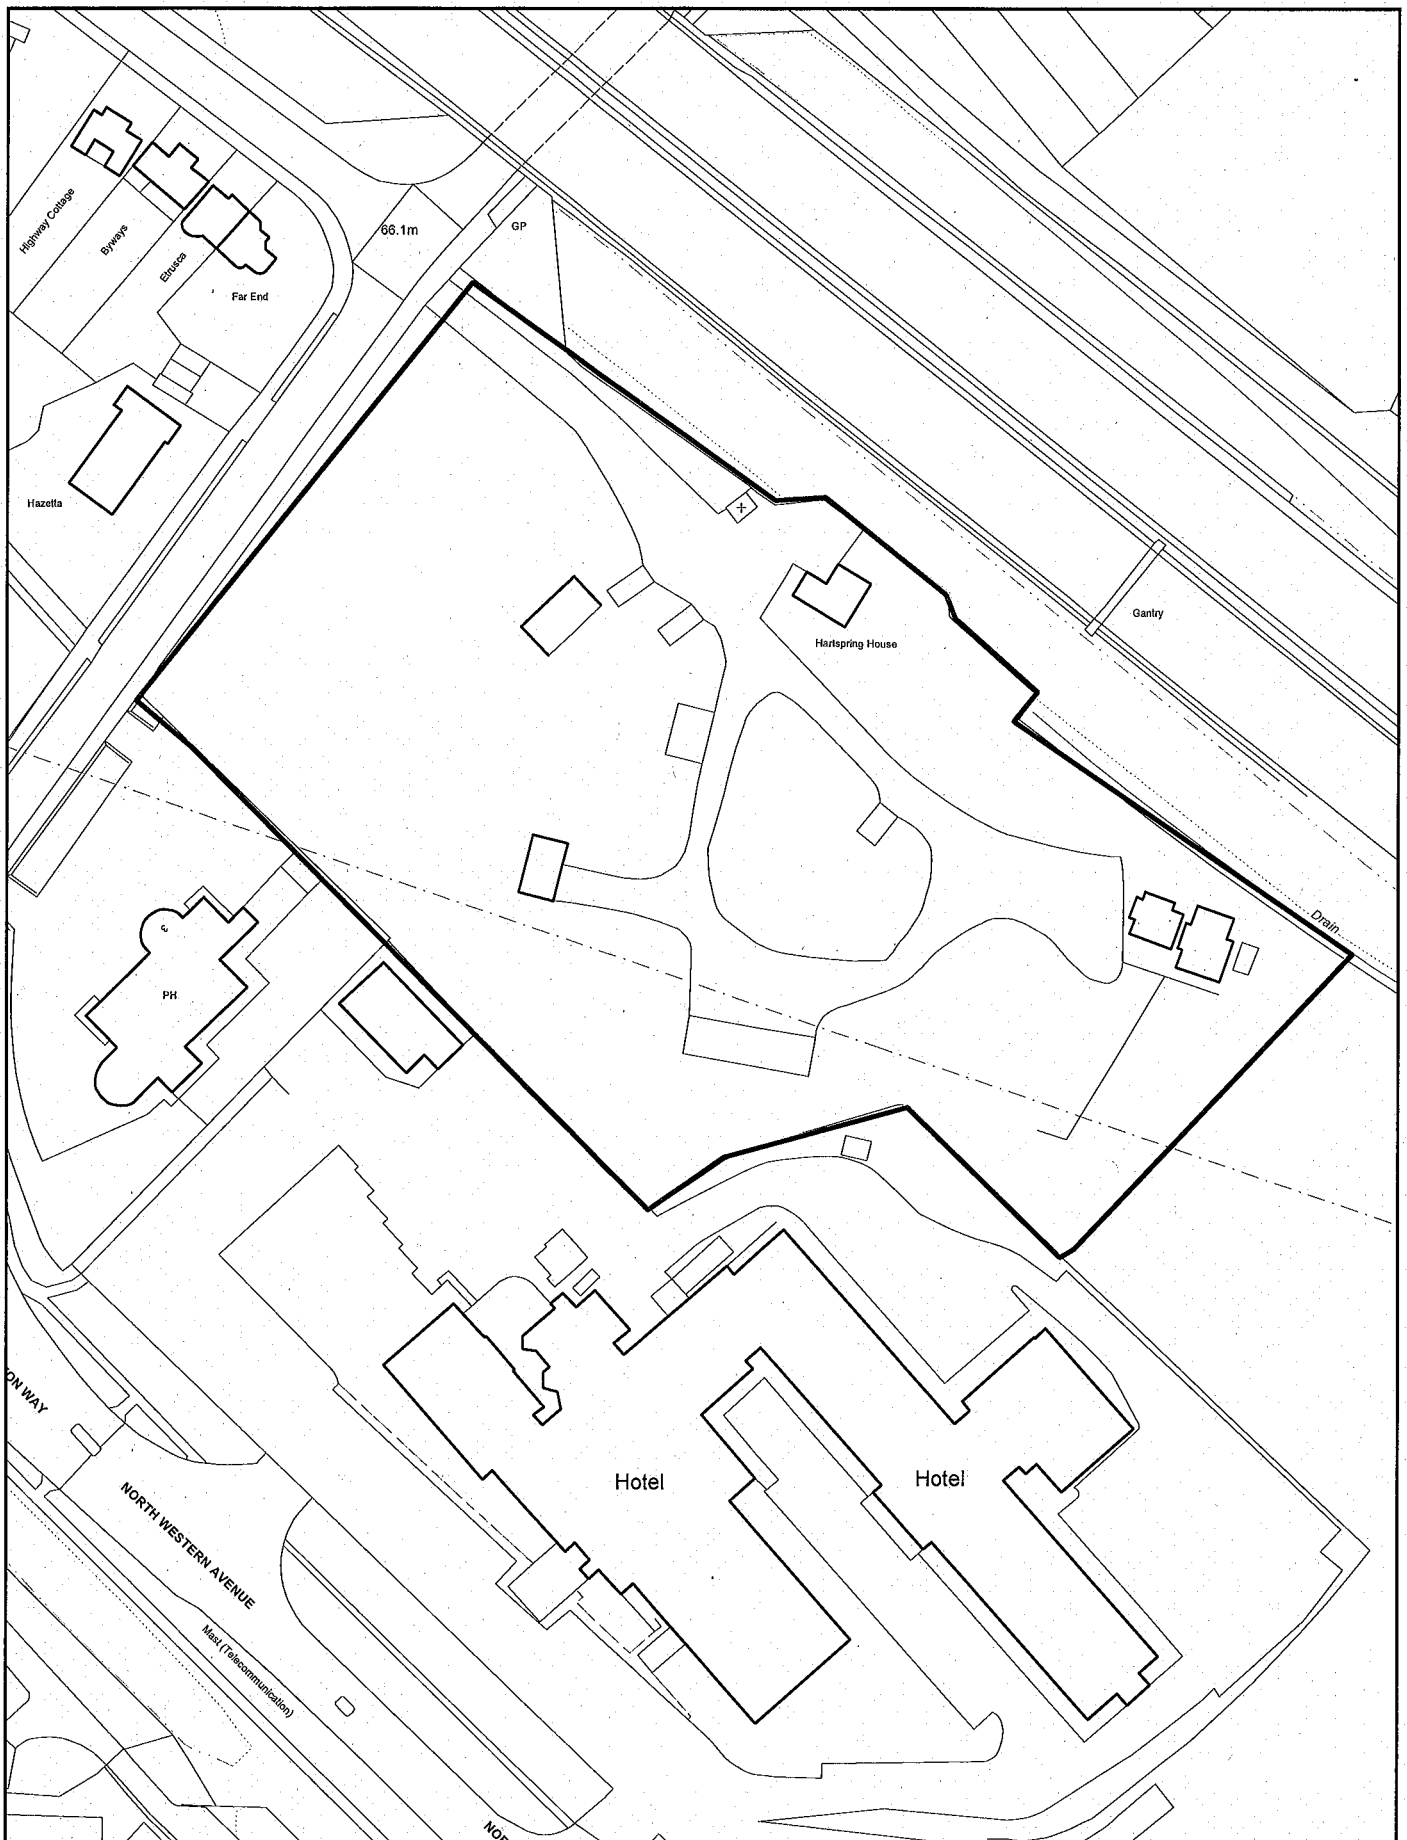 Highway Cottage
Byways
Etrusca
Far End
66.1m
GP
Hazetta
Hartspring House
Gantry
Drain
PH
Hotel
Hotel
ON WAY
NORTH WESTERN AVENUE
Mast (Telecommunication)
NOR